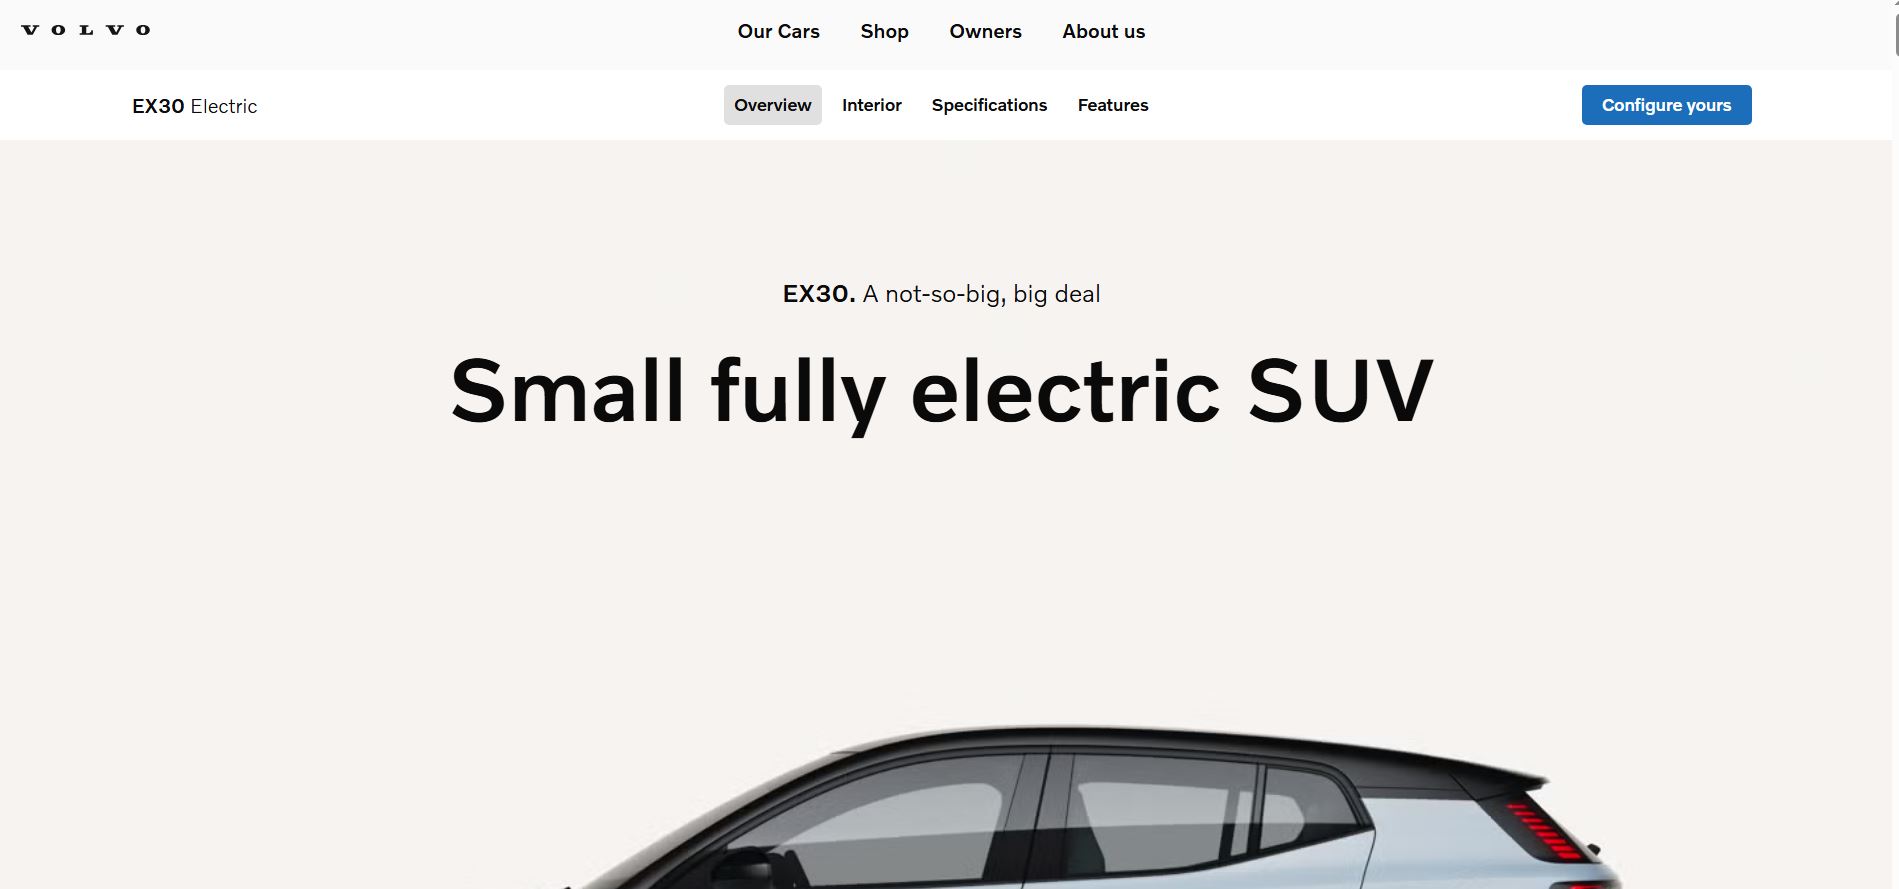 VOLVO
Our Cars Shop Owners About us
EX30 Electric
Overview Interior Specifications Features
Configure yours
EX30. A not-so-big, big deal
Small fully electric SUV